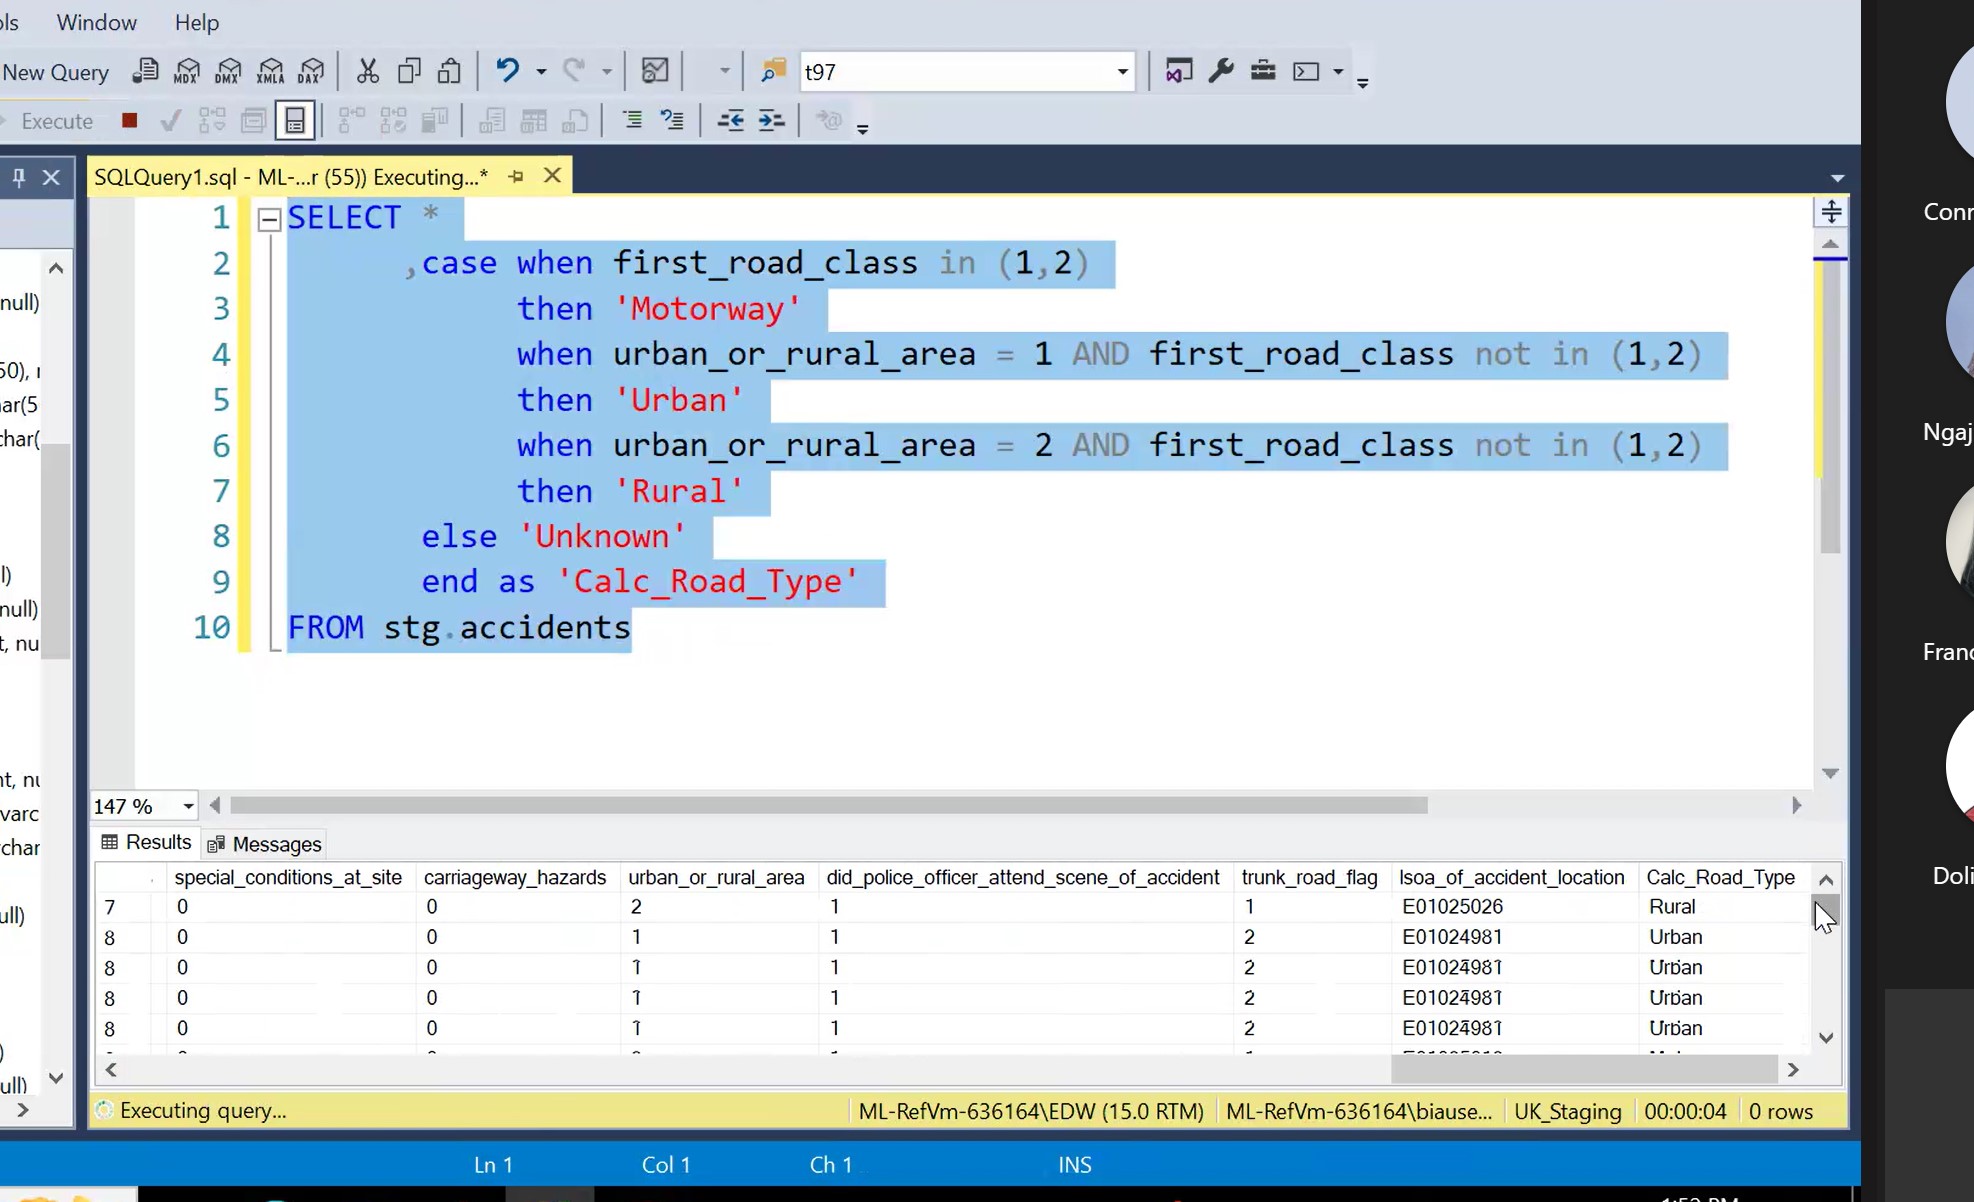 Window Help
New Query MDX DMX XMLA DAX t97
Execute
SQLQuery1.sql - ML-...r (55)) Executing...*
null)
ar(5
char(
l)
null)
varc
char
ull)
)
ull)
1 SELECT *
2 ,case when first_road_class in (1,2)
3 then 'Motorway'
4 when urban_or_rural_area = 1 AND first_road_class not in (1,2)
5 then 'Urban'
6 when urban_or_rural_area = 2 AND first_road_class not in (1,2)
7 then 'Rural'
8 else 'Unknown'
9 end as 'Calc_Road_Type'
10 FROM stg.accidents
147 %
Results Messages
special_conditions_at_site carriageway_hazards urban_or_rural_area did_police_officer_attend_scene_of_accident trunk_road_flag lsoa_of_accident_location Calc_Road_Type
7 0 0 2 1 1 E01025026 Rural
8 0 0 1 1 2 E01024981 Urban
8 0 0 1 1 2 E01024981 Urban
8 0 0 1 1 2 E01024981 Urban
8 0 0 1 1 2 E01024981 Urban
Executing query... ML-RefVm-636164\EDW (15.0 RTM) ML-RefVm-636164\biause... UK_Staging 00:00:04 0 rows
Ln 1 Col 1 Ch 1 INS
Conr
Ngaj
Franc
Doli